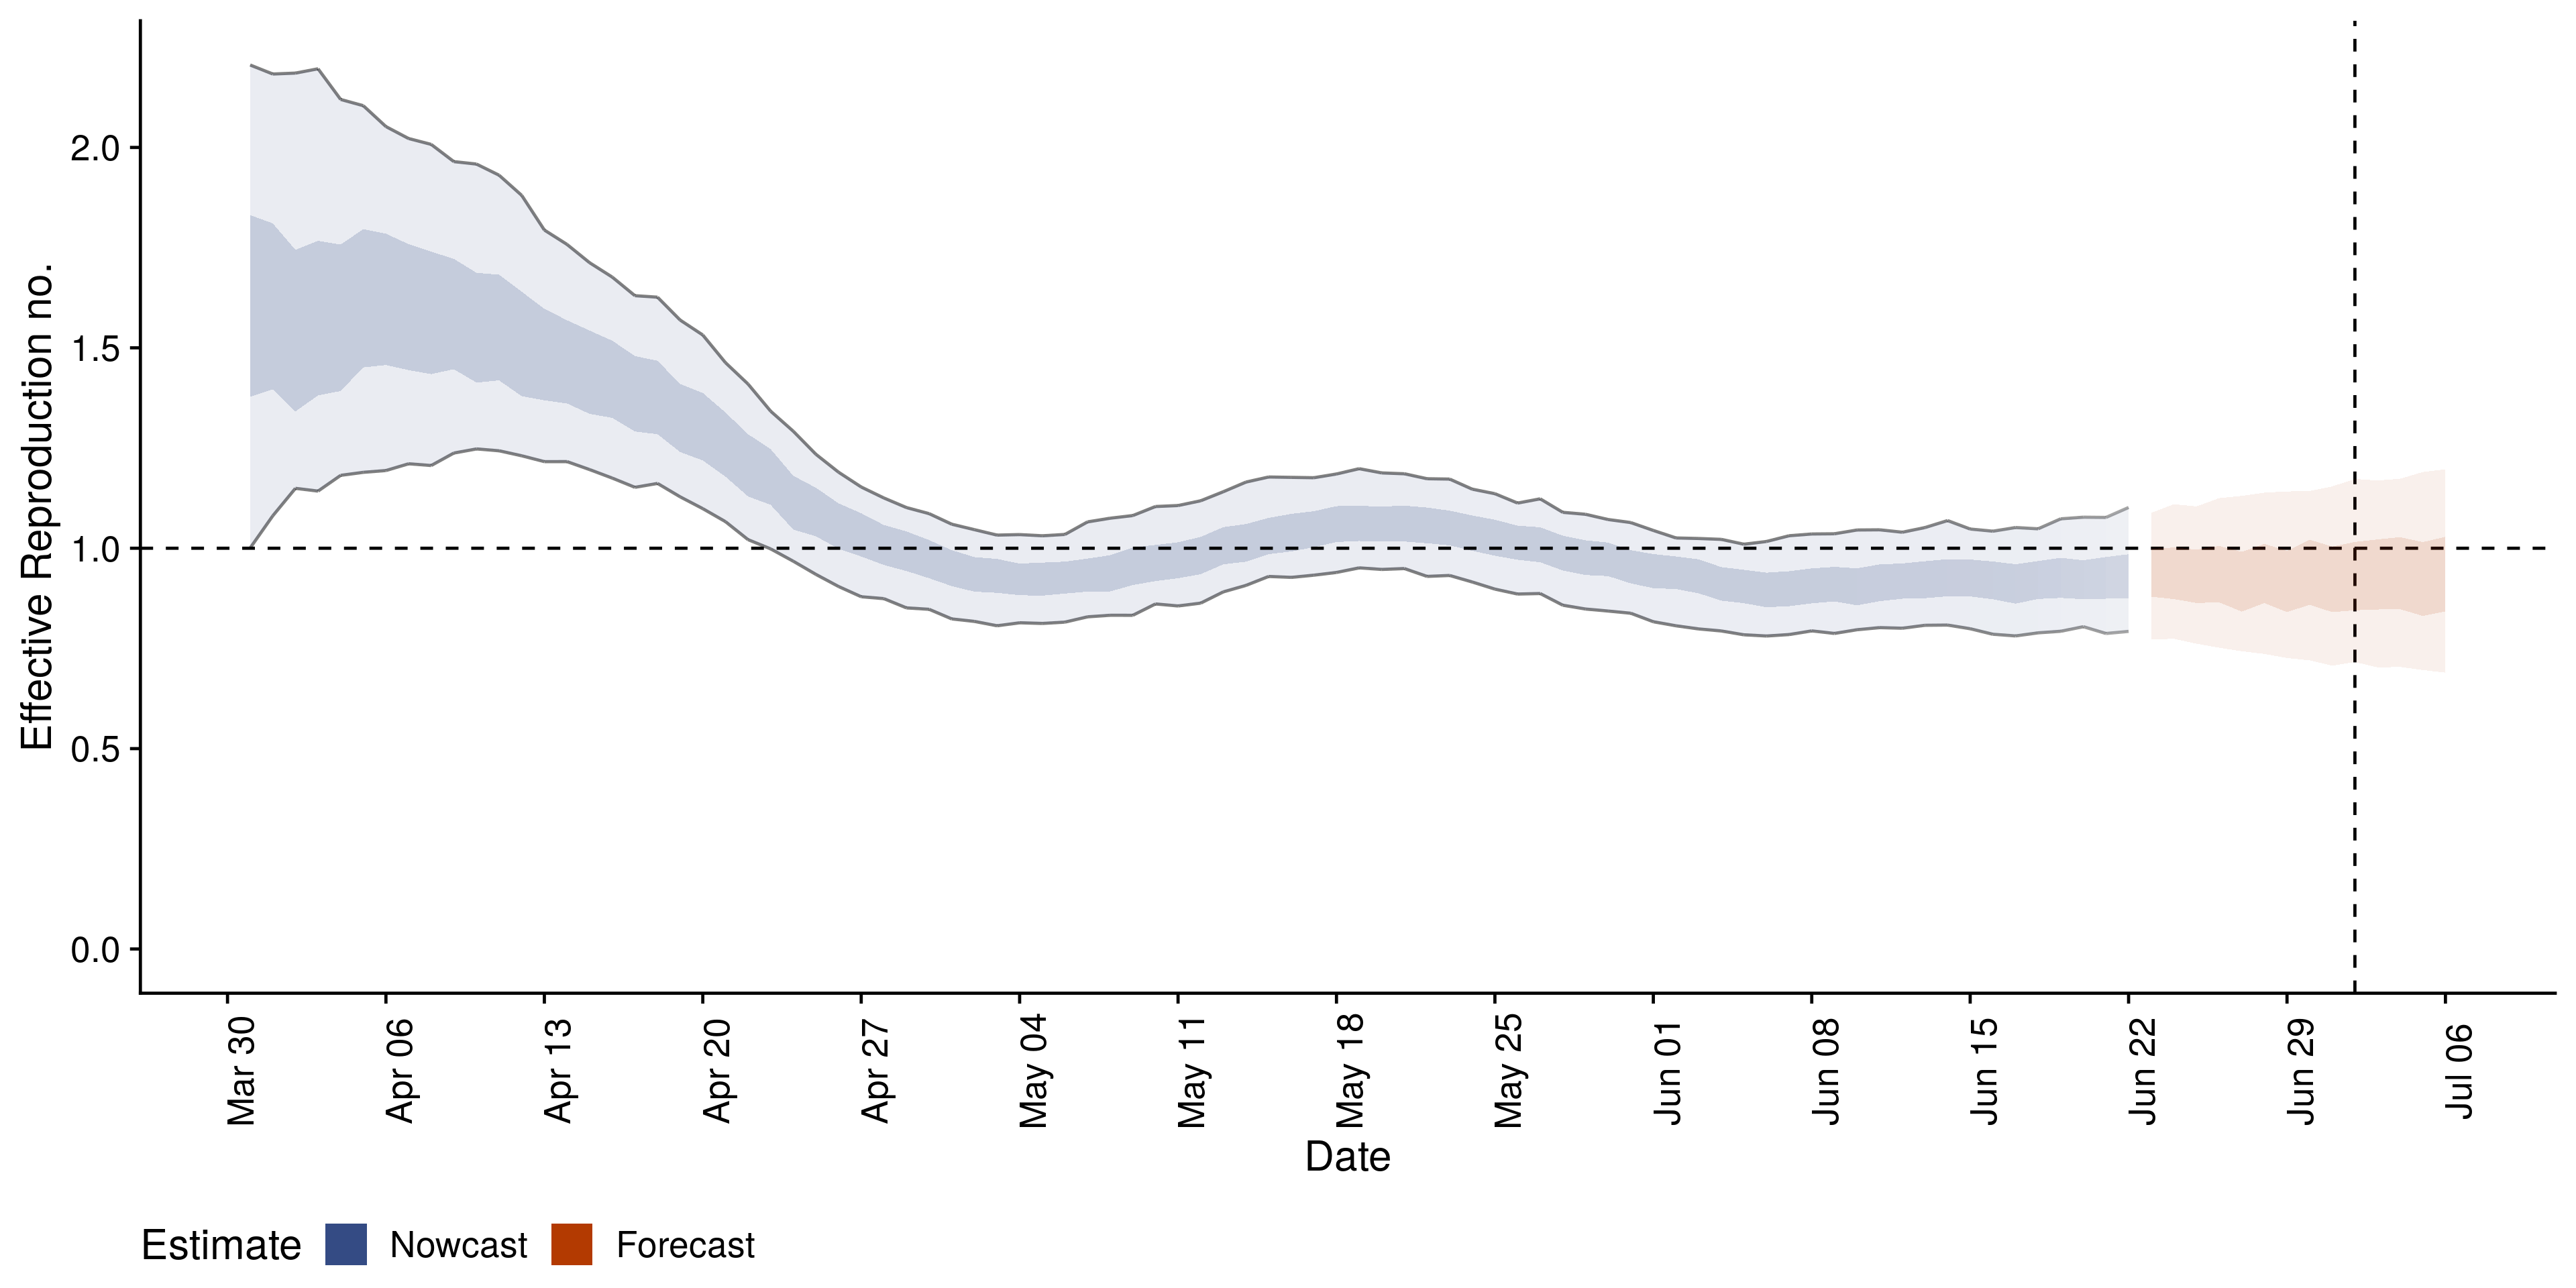 Effective Reproduction no.
2.0
1.5
1.0
0.5
0.0
Mar 30
Apr 06
Apr 13
Apr 20
Apr 27
May 04
May 11
May 18
May 25
Jun 01
Jun 08
Jun 15
Jun 22
Jun 29
Jul 06
Date
Estimate Nowcast Forecast